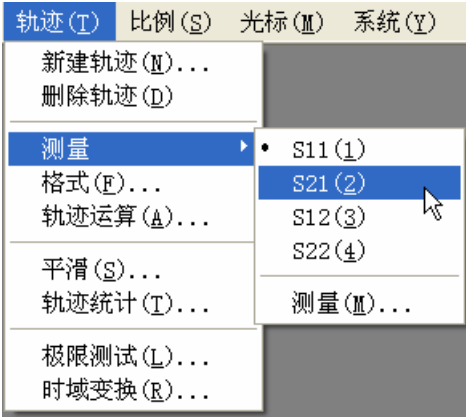 轨迹(T) 比例(S) 光标(M) 系统(Y)
新建轨迹(N)...
删除轨迹(D)
测量
格式(F)...
轨迹运算(A)...
平滑(S)...
轨迹统计(T)...
极限测试(L)...
时域变换(R)...
S11(1)
S21(2)
S12(3)
S22(4)
测量(M)...